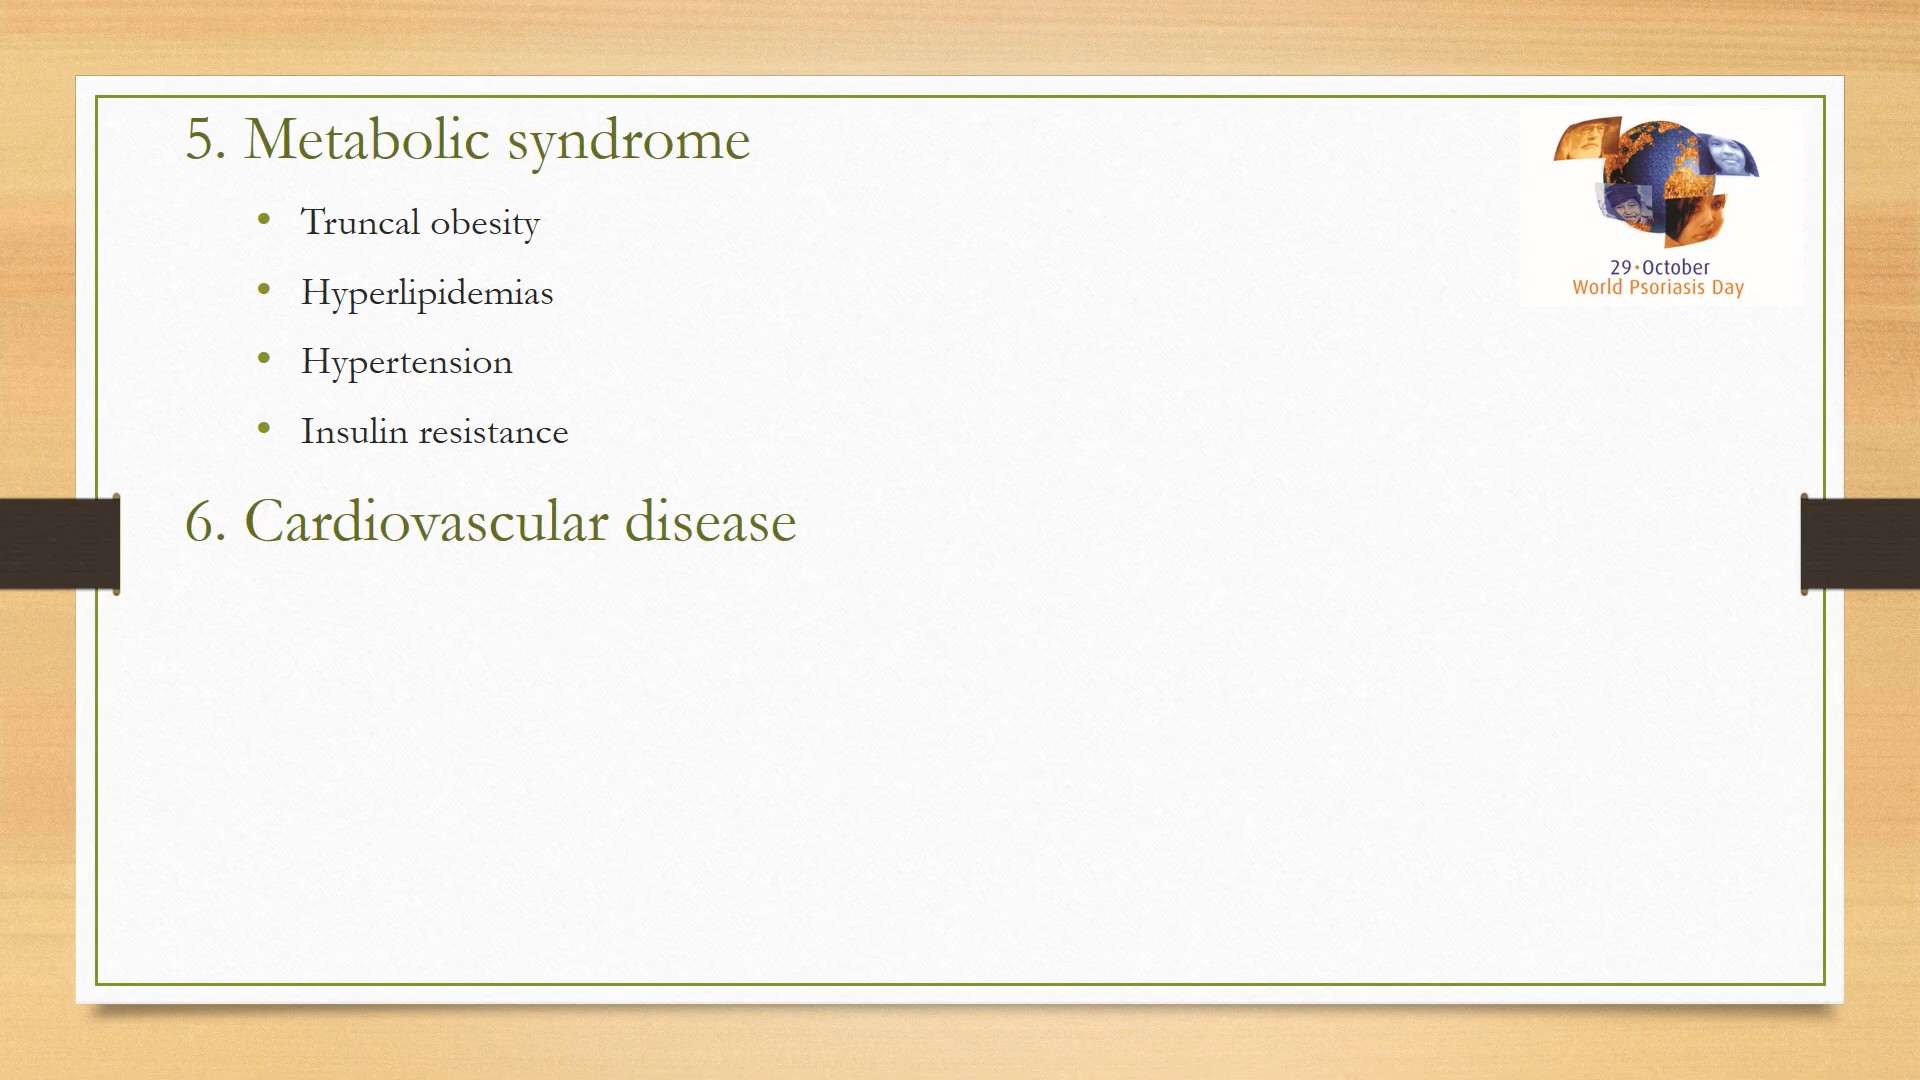 5. Metabolic syndrome
• Truncal obesity
• Hyperlipidemias
• Hypertension
• Insulin resistance
6. Cardiovascular disease
29•October
World Psoriasis Day